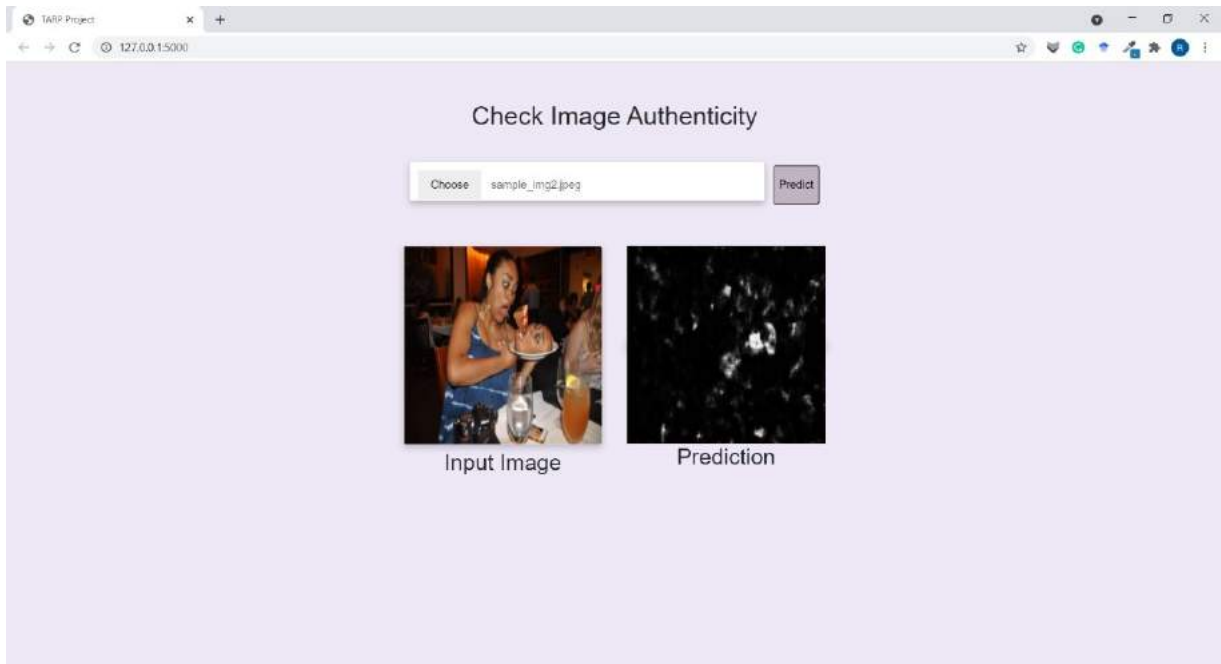 TARP Project
127.0.0.1:5000
Check Image Authenticity
Choose sample_img2.jpeg Predict
Input Image Prediction